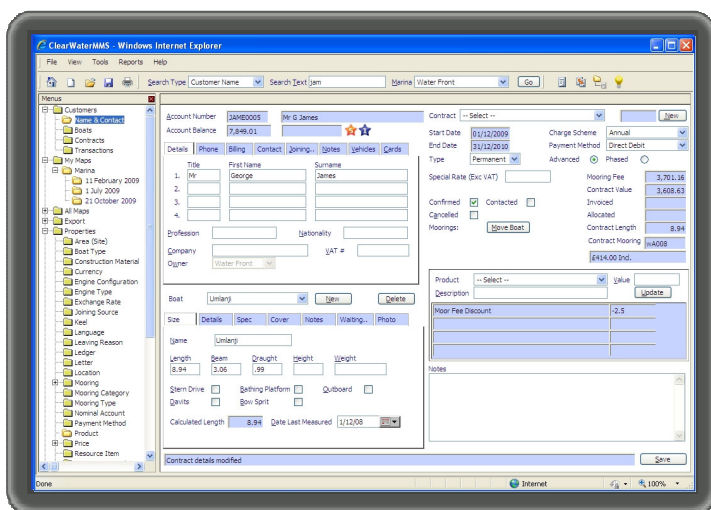 ClearWaterMMS - Windows Internet Explorer
File View Tools Reports Help
Search Type Customer Name Search Text jam Marina Water Front Go
Menus
Customers
Name & Contact
Boats
Contracts
Transactions
My Maps
Marina
11 February 2009
1 July 2009
21 October 2009
All Maps
Export
Properties
Area (Site)
Boat Type
Construction Material
Currency
Engine Configuration
Engine Type
Exchange Rate
Joining Source
Keel
Language
Leaving Reason
Ledger
Letter
Location
Mooring
Mooring Category
Mooring Type
Nominal Account
Payment Method
Product
Price
Resource Item
Account Number JAME0005 Mr G James
Account Balance 7,849.01
Details Phone Billing Contact Joining.. Notes Vehicles Cards
Title First Name Surname
1. Mr George James
2.
3.
4.
Profession Nationality
Company VAT #
Owner Water Front
Boat Umlanji New Delete
Size Details Spec Cover Notes Waiting.. Photo
Name Umlanji
Length Beam Draught Height Weight
8.94 3.06 .99
Stern Drive Bathing Platform Outboard
Davits Bow Sprit
Calculated Length 8.94 Date Last Measured 1/12/08
Contract details modified
Contract -- Select -- New
Start Date 01/12/2009 Charge Scheme Annual
End Date 31/12/2010 Payment Method Direct Debit
Type Permanent Advanced Phased
Special Rate (Exc VAT) Mooring Fee 3,701.16
Contract Value 3,608.63
Confirmed Contacted Invoiced
Cancelled Allocated
Moorings: Move Boat Contract Length 8.94
Contract Mooring wA008
£414.00 Incl.
Product -- Select -- Value
Description Update
Moor Fee Discount -2.5
Notes
Save
Done Internet 100%